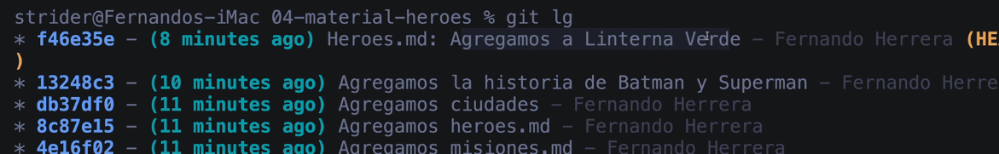 strider@Fernandos-iMac 04-material-heroes % git lg
* f46e35e - (8 minutes ago) Heroes.md: Agregamos a Linterna Verde - Fernando Herrera (HE
)
* 13248c3 - (10 minutes ago) Agregamos la historia de Batman y Superman - Fernando Herre
* db37df0 - (11 minutes ago) Agregamos ciudades - Fernando Herrera
* 8c87e15 - (11 minutes ago) Agregamos heroes.md - Fernando Herrera
* 4e16f02 - (11 minutes ago) Agregamos misiones.md - Fernando Herrera